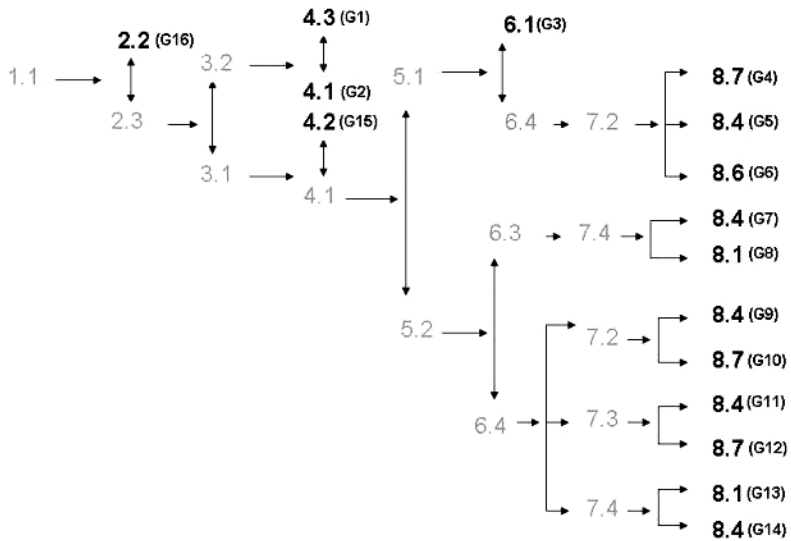 4.3 (G1)
6.1 (G3)
2.2 (G16)
3.2
1.1
5.1
8.7 (G4)
4.1 (G2)
2.3
4.2 (G15)
6.4
7.2
8.4 (G5)
3.1
8.6 (G6)
4.1
8.4 (G7)
6.3
7.4
8.1 (G8)
8.4 (G9)
5.2
7.2
8.7 (G10)
8.4 (G11)
6.4
7.3
8.7 (G12)
8.1 (G13)
7.4
8.4 (G14)